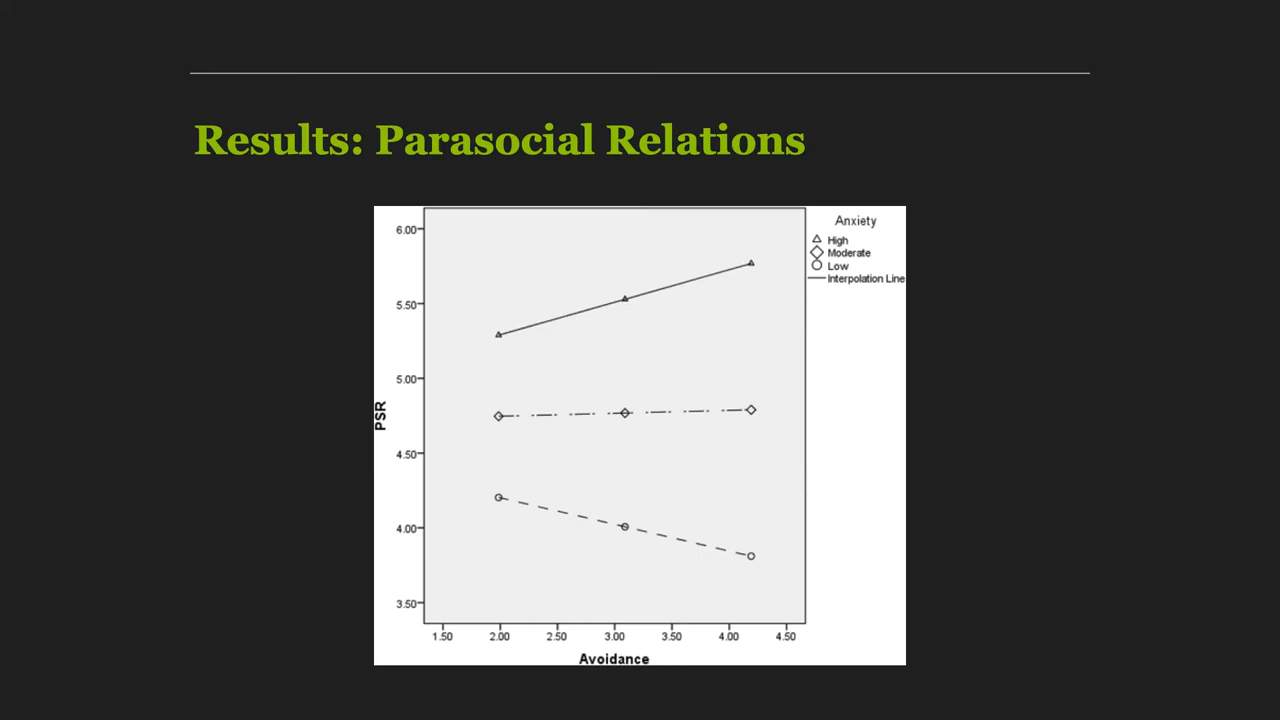 Results: Parasocial Relations
Anxiety
High
Moderate
Low
Interpolation Line
6.00
5.50
5.00
4.50
4.00
3.50
PSR
1.50 2.00 2.50 3.00 3.50 4.00 4.50
Avoidance